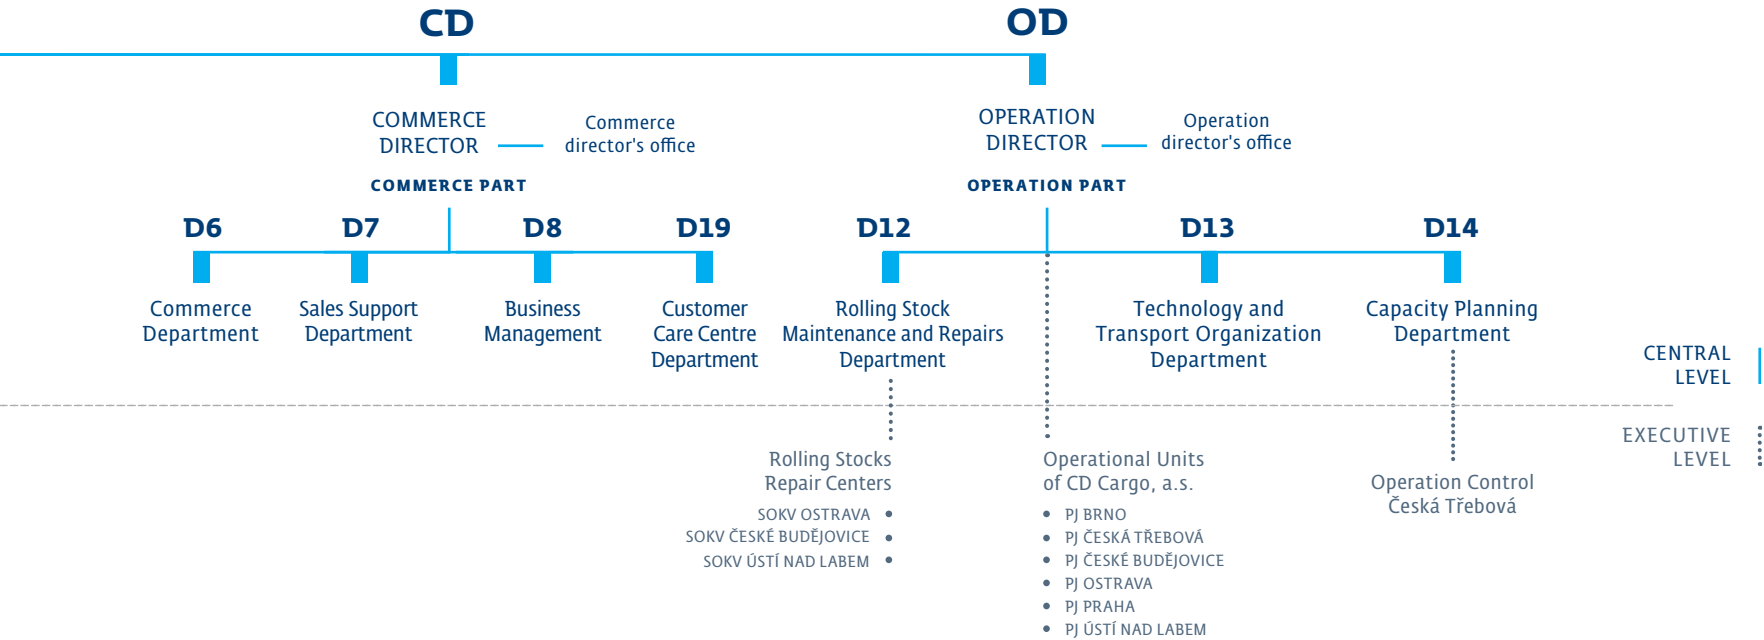 CD
OD
COMMERCE
DIRECTOR
Commerce
director's office
OPERATION
DIRECTOR
Operation
director's office
COMMERCE PART
OPERATION PART
D6
D7
D8
D19
D12
D13
D14
Commerce
Department
Sales Support
Department
Business
Management
Customer
Care Centre
Department
Rolling Stock
Maintenance and Repairs
Department
Technology and
Transport Organization
Department
Capacity Planning
Department
CENTRAL
LEVEL
EXECUTIVE
LEVEL
Rolling Stocks
Repair Centers
SOKV OSTRAVA •
SOKV ČESKÉ BUDĚJOVICE •
SOKV ÚSTÍ NAD LABEM •
Operational Units
of CD Cargo, a.s.
• PJ BRNO
• PJ ČESKÁ TŘEBOVÁ
• PJ ČESKÉ BUDĚJOVICE
• PJ OSTRAVA
• PJ PRAHA
• PJ ÚSTÍ NAD LABEM
Operation Control
Česká Třebová